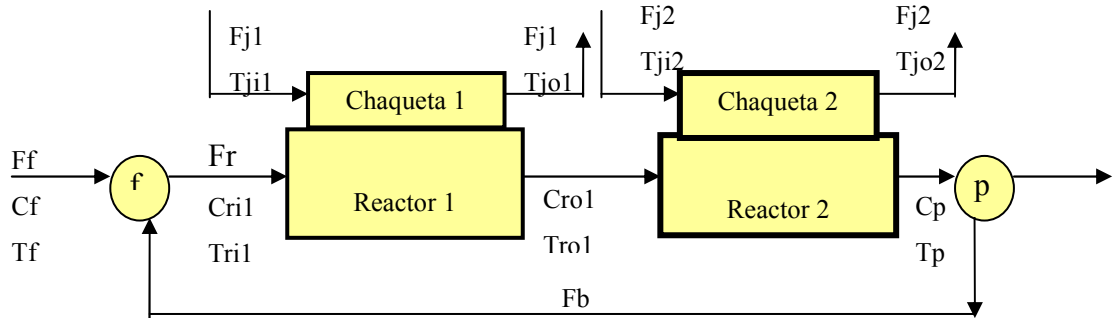 Fj1
Tji1
Fj1
Tjo1
Fj2
Tji2
Fj2
Tjo2
Chaqueta 1
Chaqueta 2
Ff
Cf
Tf
f
Fr
Cri1
Tri1
Reactor 1
Cro1
Tro1
Reactor 2
Cp
Tp
p
Fb